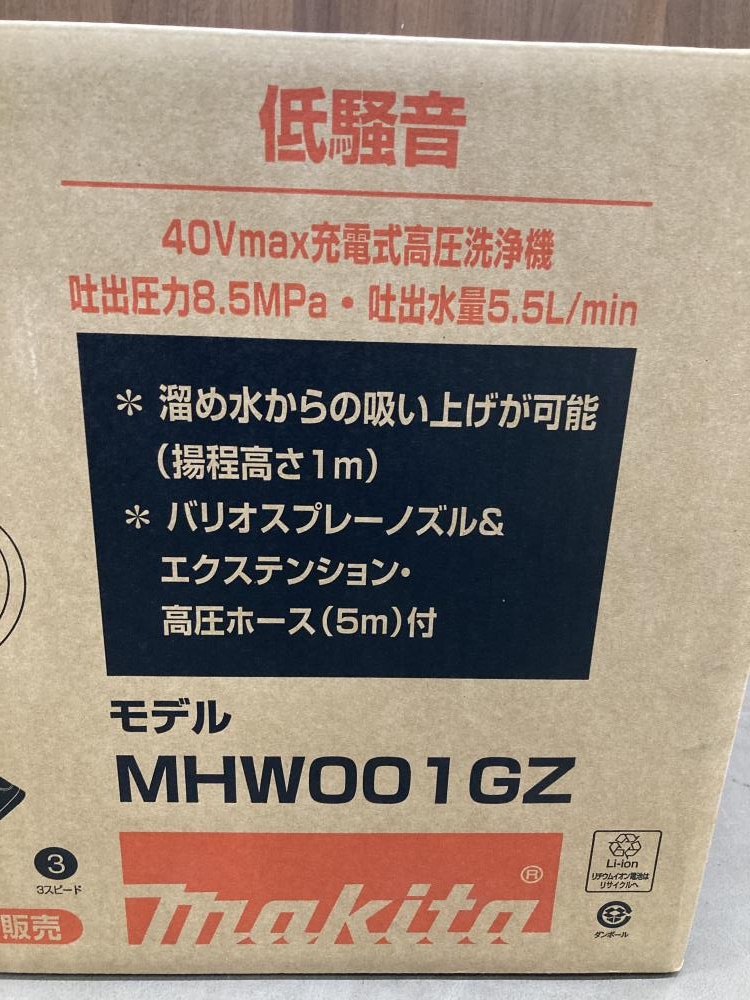 低騒音
40Vmax充電式高圧洗浄機
吐出圧力8.5MPa・吐出水量5.5L/min
＊ 溜め水からの吸い上げが可能
（揚程高さ1m）
＊ バリオスプレーノズル&
エクステンション・
高圧ホース（5m）付
モデル
MHW001GZ
3
3スピード
販売
makita®
Li-ion
リチウムイオン電池は
リサイクルへ
ダンボール